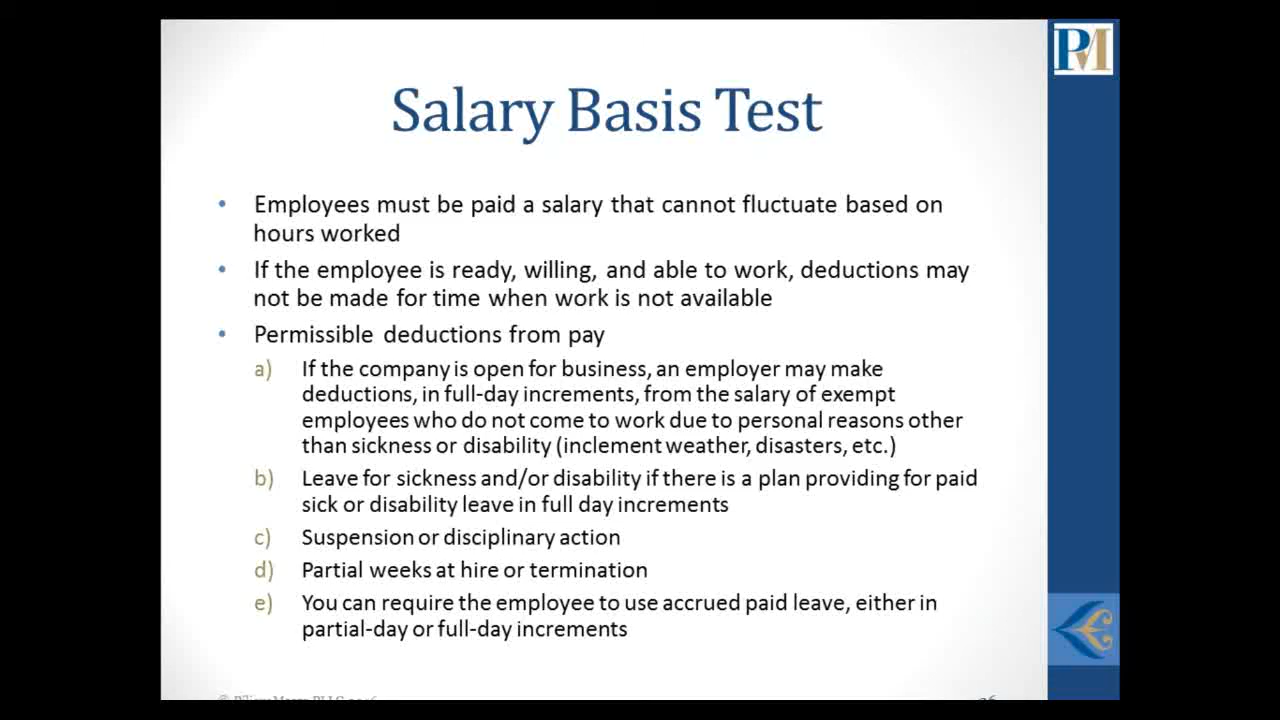 PM
Salary Basis Test
• Employees must be paid a salary that cannot fluctuate based on
hours worked
• If the employee is ready, willing, and able to work, deductions may
not be made for time when work is not available
• Permissible deductions from pay
a) If the company is open for business, an employer may make
deductions, in full-day increments, from the salary of exempt
employees who do not come to work due to personal reasons other
than sickness or disability (inclement weather, disasters, etc.)
b) Leave for sickness and/or disability if there is a plan providing for paid
sick or disability leave in full day increments
c) Suspension or disciplinary action
d) Partial weeks at hire or termination
e) You can require the employee to use accrued paid leave, either in
partial-day or full-day increments